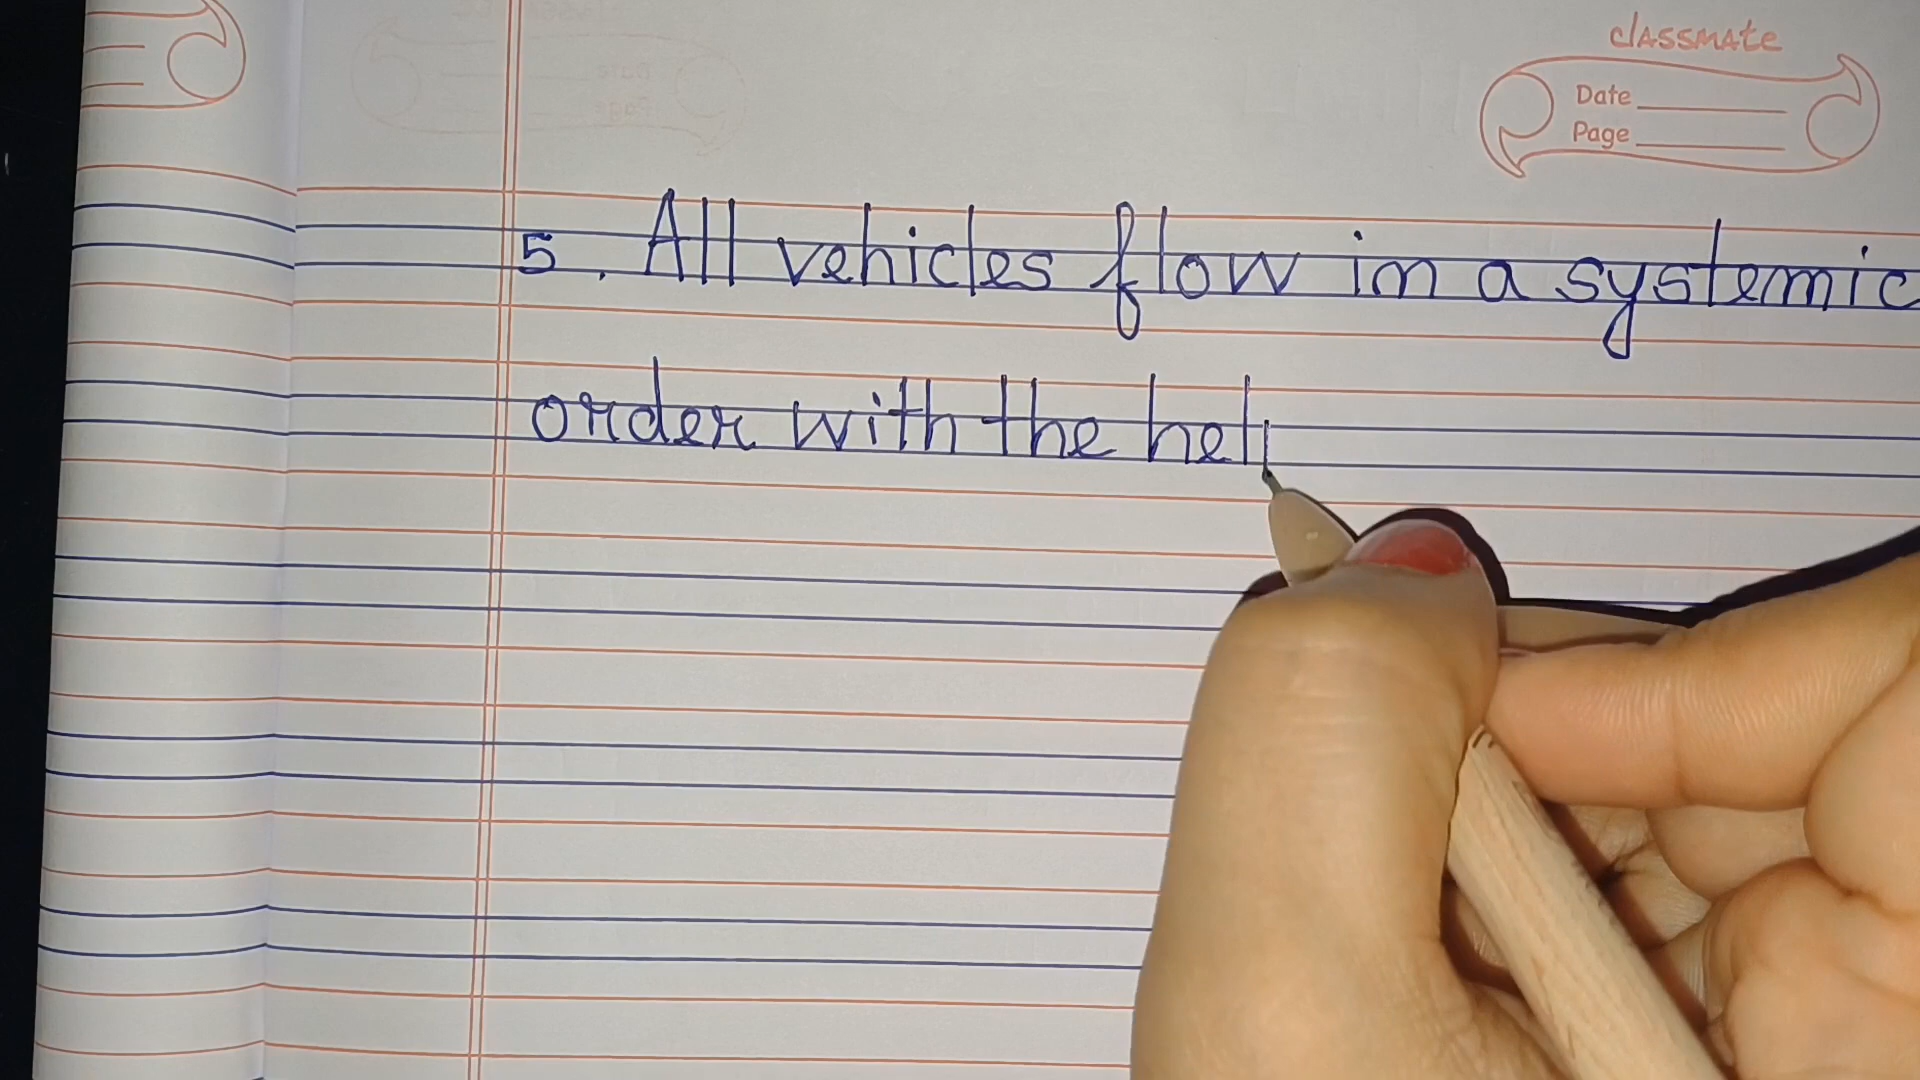 classmate
Date
Page
5. All vehicles flow in a systemic
order with the hel